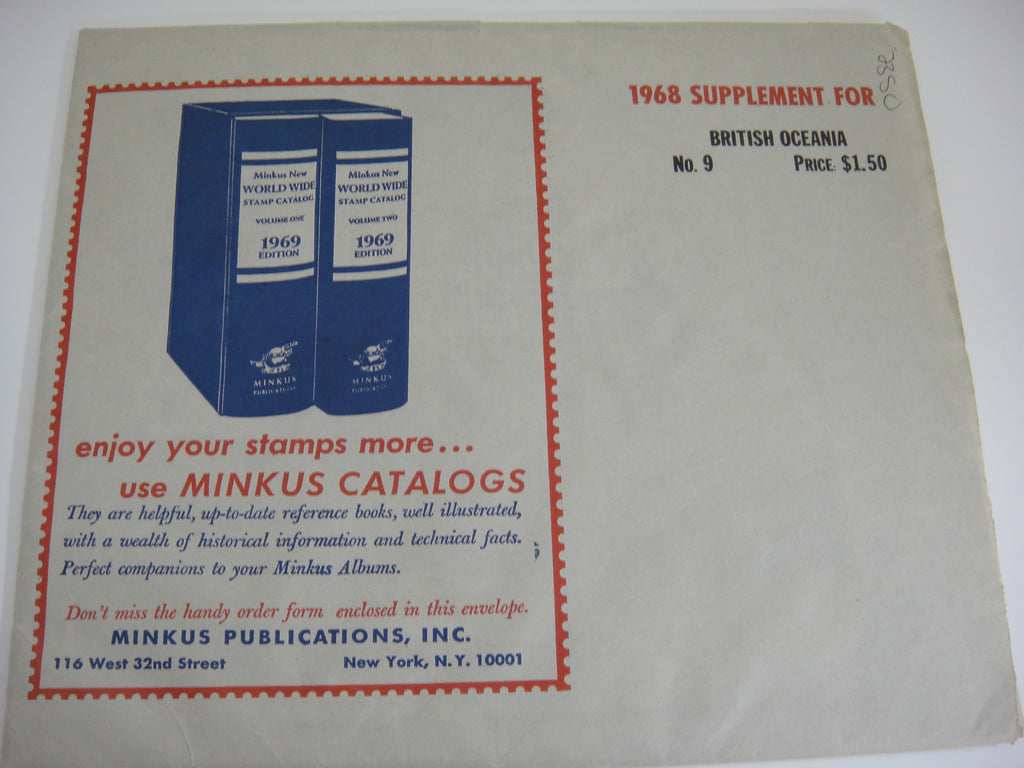 1968 SUPPLEMENT FOR
350
BRITISH OCEANIA
No. 9 PRICE: $1.50
Minkus New
WORLD WIDE
STAMP CATALOG
VOLUME ONE
1969
EDITION
MINKUS
PUBLICATIONS
Minkus New
WORLD WIDE
STAMP CATALOG
VOLUME TWO
1969
EDITION
MINKUS
PUBLICATIONS
enjoy your stamps more...
use MINKUS CATALOGS
They are helpful, up-to-date reference books, well illustrated,
with a wealth of historical information and technical facts.
Perfect companions to your Minkus Albums.
Don't miss the handy order form enclosed in this envelope.
MINKUS PUBLICATIONS, INC.
116 West 32nd Street New York, N.Y. 10001